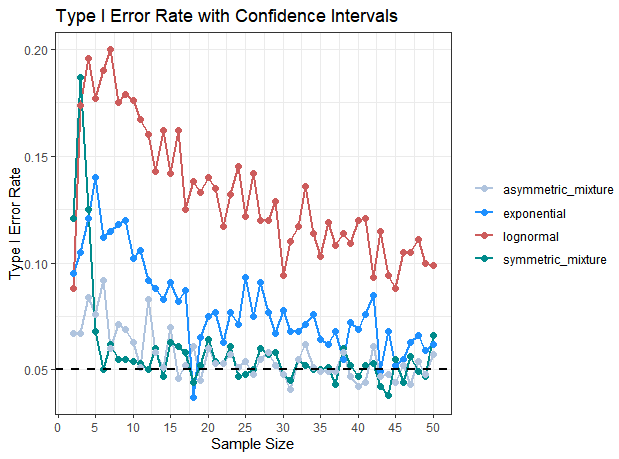 Type I Error Rate with Confidence Intervals
0.20
0.15
0.10
0.05
Type I Error Rate
0 5 10 15 20 25 30 35 40 45 50
Sample Size
asymmetric_mixture
exponential
lognormal
symmetric_mixture